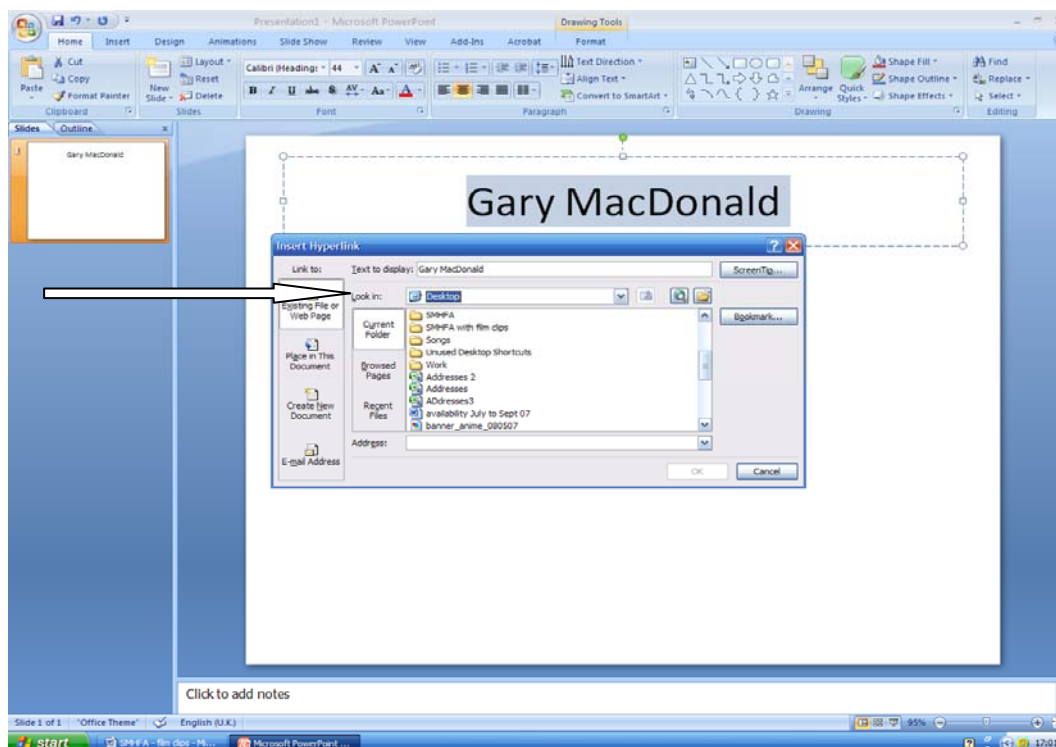 Presentation1 - Microsoft PowerPoint
Drawing Tools
Home Insert Design Animations Slide Show Review View Add-Ins Acrobat Format
Paste
Cut
Copy
Format Painter
Clipboard
New
Slide
Layout
Reset
Delete
Slides
Calibri (Headings) 44
B I U abe S AV Aa A
Font
Text Direction
Align Text
Convert to SmartArt
Paragraph
Arrange
Quick
Styles
Shape Fill
Shape Outline
Shape Effects
Drawing
Find
Replace
Select
Editing
Slides Outline x
Gary MacDonald
Gary MacDonald
Insert Hyperlink
Link to:
Text to display: Gary MacDonald
ScreenTip...
Existing File or
Web Page
Look in: Desktop
Bookmark...
Place in This
Document
Create New
Document
E-mail Address
Current
Folder
Browsed
Pages
Recent
Files
SMHFA
SMHFA with film clips
Songs
Unused Desktop Shortcuts
Work
Addresses 2
Addresses
ADdresses3
availability July to Sept 07
banner_anime_080507
Address:
OK Cancel
Click to add notes
Slide 1 of 1 "Office Theme" English (U.K.) 95%
start SMHFA - film clips - M... Microsoft PowerPoint ... 17:01